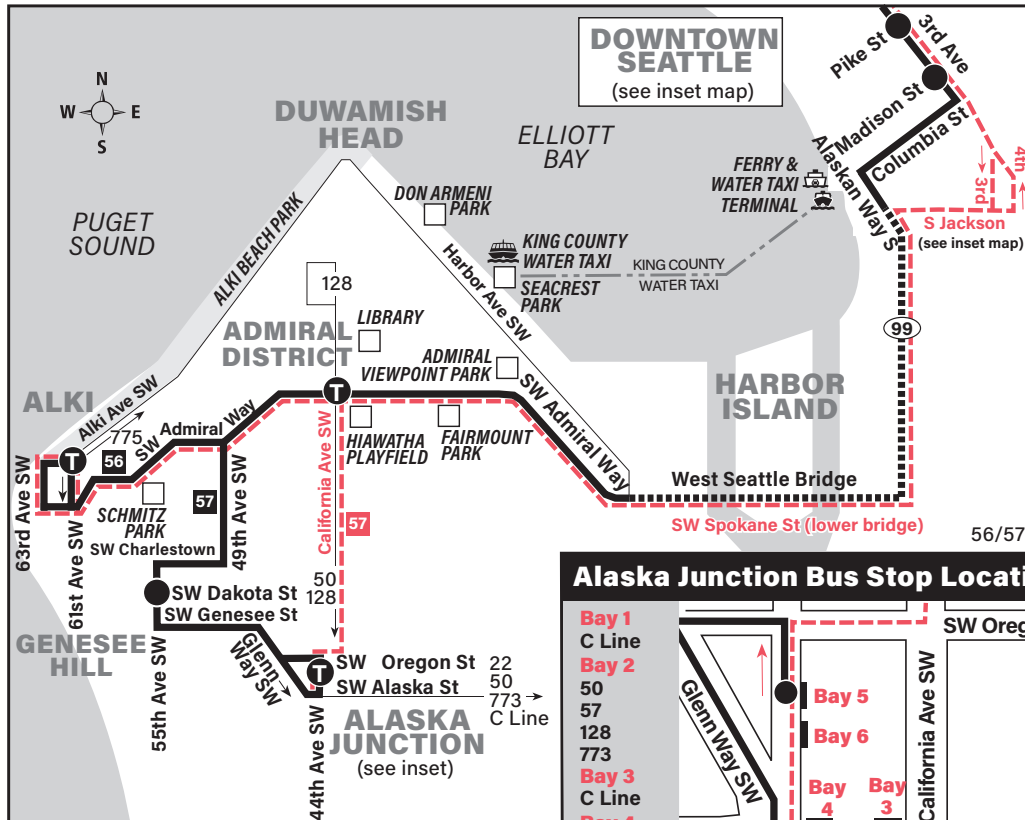 N
W E
S
DOWNTOWN
SEATTLE
(see inset map)
Pike St
3rd Ave
Madison St
Columbia St
Alaskan Way S
4th
3rd
S Jackson
(see inset map)
DUWAMISH
HEAD
ELLIOTT
BAY
PUGET
SOUND
ALKI BEACH PARK
DON ARMENI
PARK
FERRY &
WATER TAXI
TERMINAL
KING COUNTY
WATER TAXI
SEACREST
PARK
KING COUNTY
WATER TAXI
Harbor Ave SW
128
LIBRARY
ADMIRAL
DISTRICT
ADMIRAL
VIEWPOINT PARK
99
HARBOR
ISLAND
ALKI
Alki Ave SW
775
T
56
SW Admiral Way
T
HIAWATHA
PLAYFIELD
FAIRMOUNT
PARK
SW Admiral Way
West Seattle Bridge
SW Spokane St (lower bridge)
63rd Ave SW
61st Ave SW
SCHMITZ
PARK
57
49th Ave SW
California Ave SW
57
SW Charlestown
SW Dakota St
SW Genesee St
50
128
GENESEE
HILL
55th Ave SW
Glenn
Way SW
T
SW Oregon St
SW Alaska St
22
50
773
C Line
44th Ave SW
ALASKA
JUNCTION
(see inset)
56/57
Alaska Junction Bus Stop Locati
Bay 1
C Line
Bay 2
50
57
128
773
Bay 3
C Line
Glenn Way SW
SW Oreg
Bay 5
Bay 6
Bay
4
Bay
3
California Ave SW